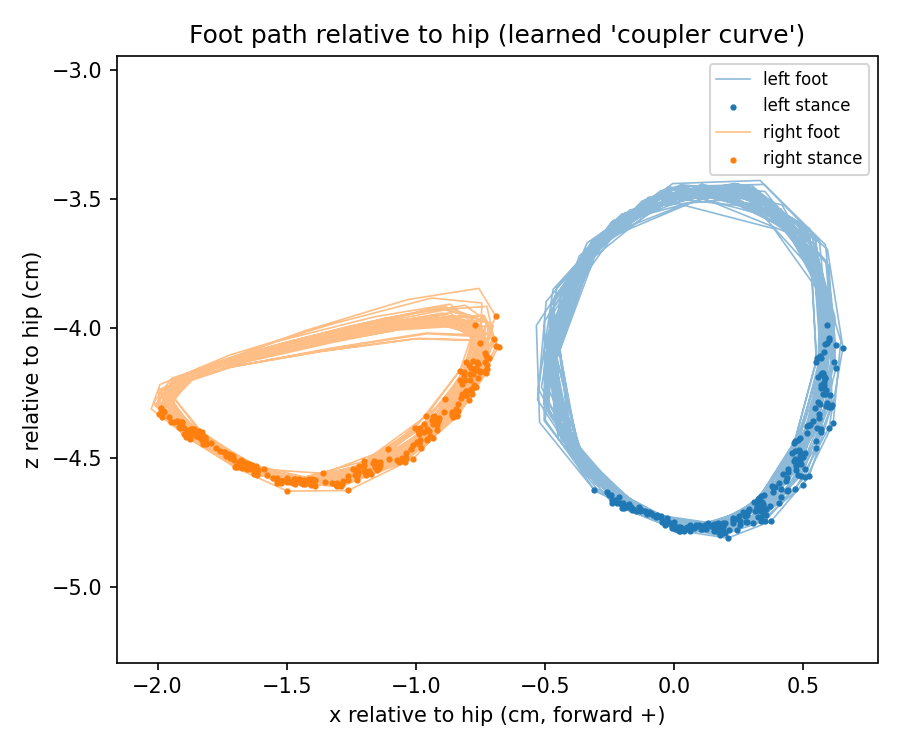 Foot path relative to hip (learned 'coupler curve')
left foot
left stance
right foot
right stance
z relative to hip (cm)
−3.0
−3.5
−4.0
−4.5
−5.0
−2.0 −1.5 −1.0 −0.5 0.0 0.5
x relative to hip (cm, forward +)